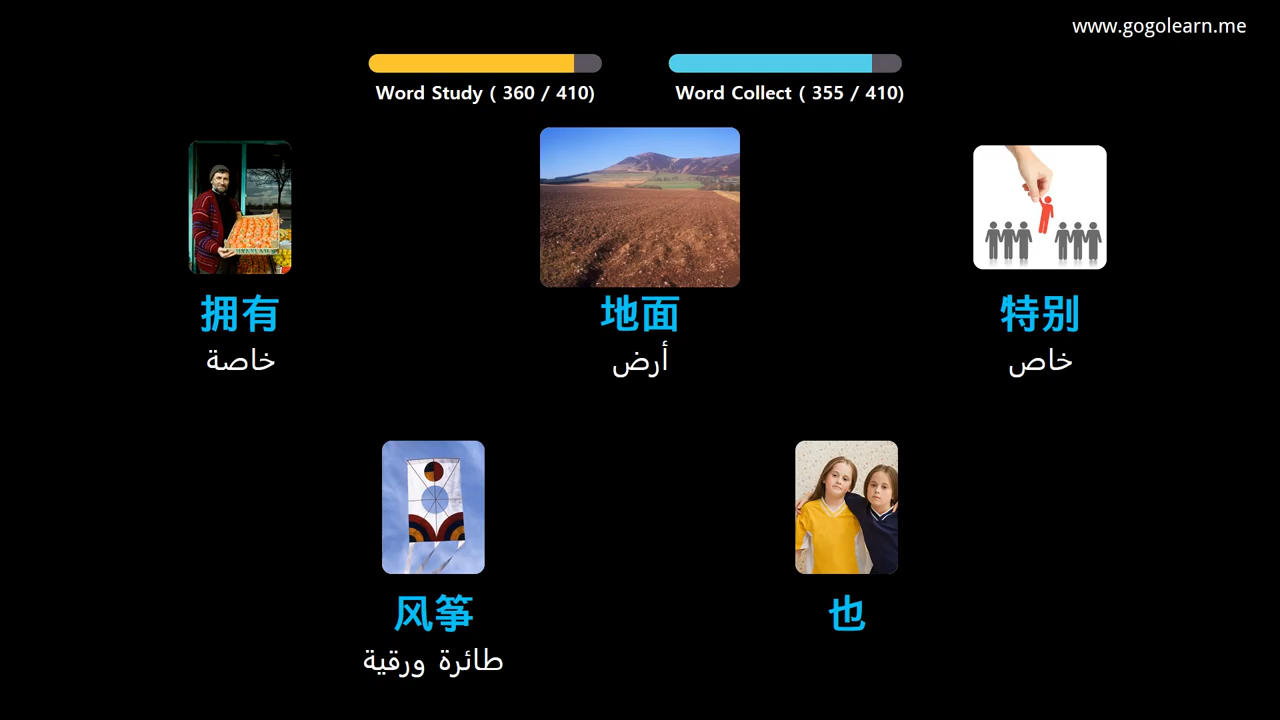 www.gogolearn.me
Word Study ( 360 / 410)
Word Collect ( 355 / 410)
拥有
خاصة
地面
أرض
特别
خاص
风筝
طائرة ورقية
也